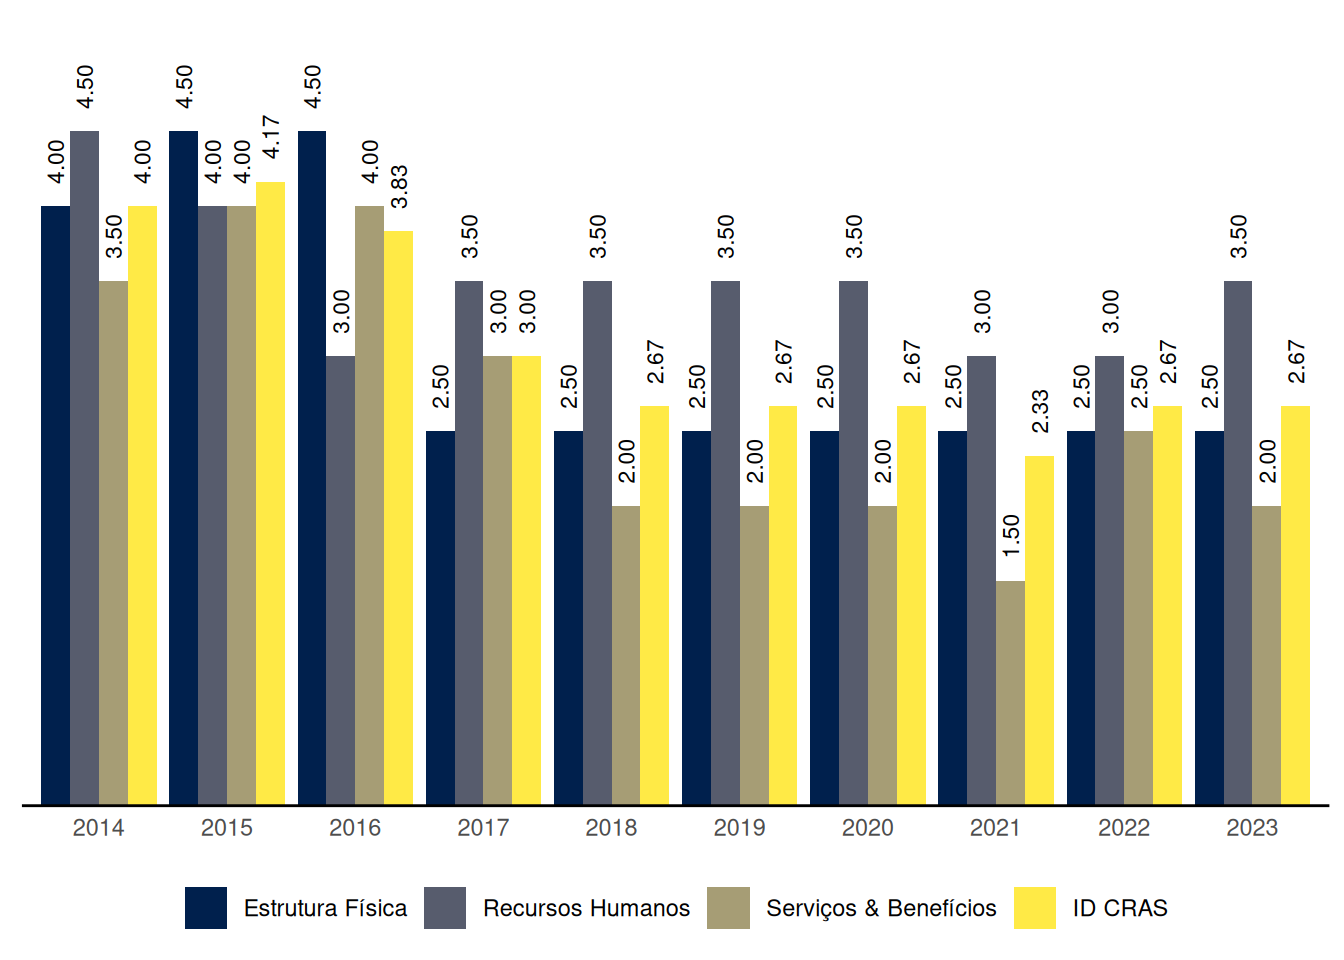 4.00 4.50 3.50 4.00 4.50 4.00 4.00 4.17 4.50 3.00 4.00 3.83 2.50 3.50 3.00 3.00 2.50 3.50 2.00 2.67 2.50 3.50 2.00 2.67 2.50 3.50 2.00 2.67 2.50 3.00 1.50 2.33 2.50 3.00 2.50 2.67 2.50 3.50 2.00 2.67
2014 2015 2016 2017 2018 2019 2020 2021 2022 2023
Estrutura Física Recursos Humanos Serviços & Benefícios ID CRAS